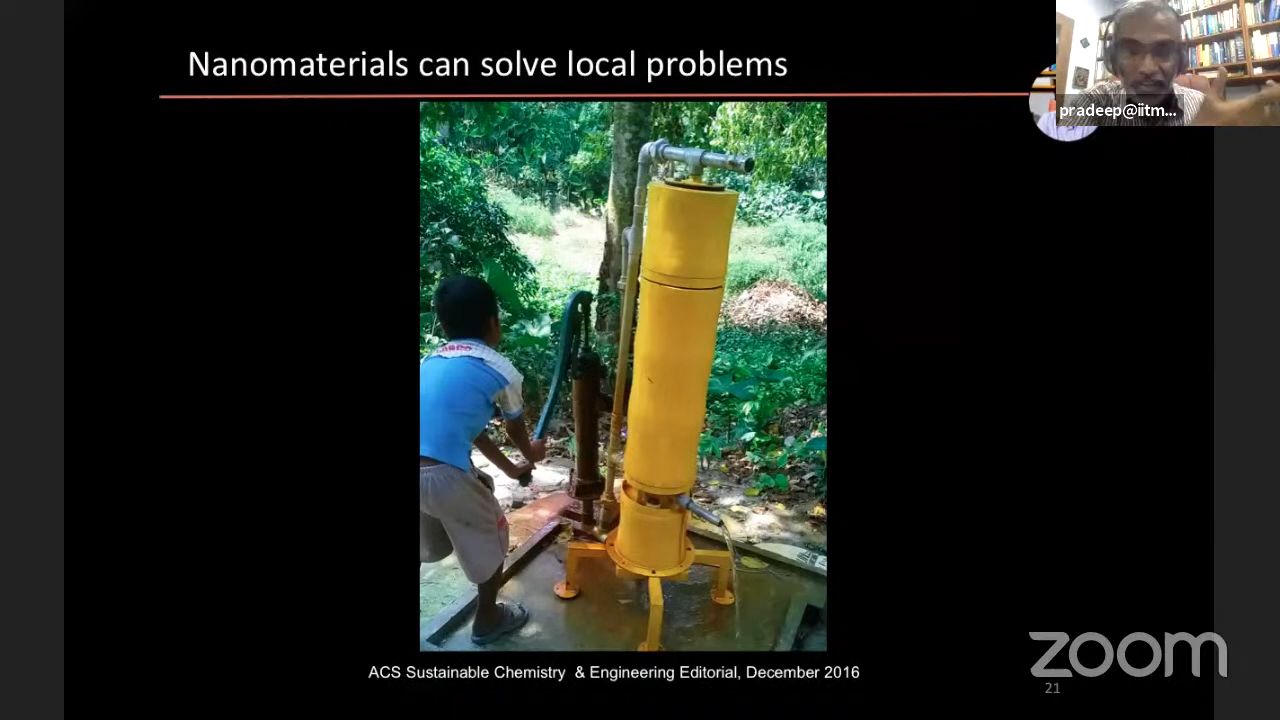 Nanomaterials can solve local problems
pradeep@iitm...
ACS Sustainable Chemistry & Engineering Editorial, December 2016
zoom
21